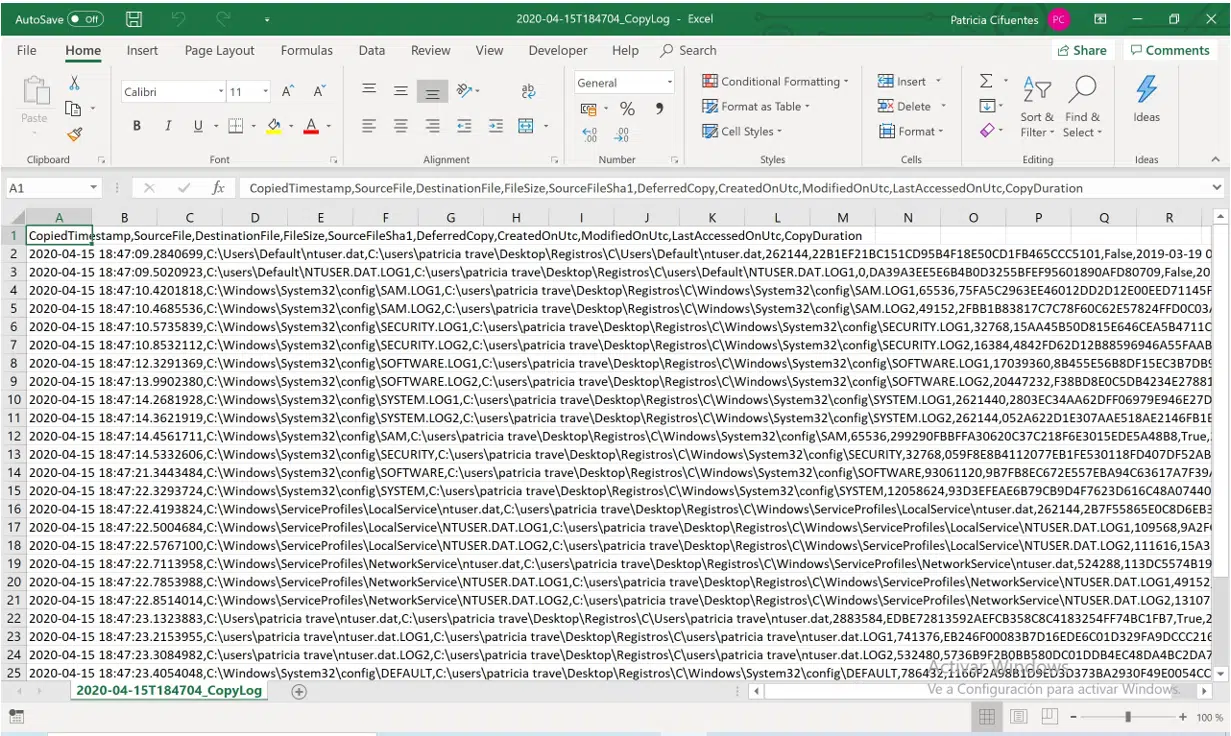 AutoSave Off 2020-04-15T184704_CopyLog - Excel Patricia Cifuentes PC
File Home Insert Page Layout Formulas Data Review View Developer Help Search Share Comments
Calibri 11 General Conditional Formatting Insert
Paste Format as Table Delete Sort & Find & Ideas
B I U A % Cell Styles Format Filter Select
Clipboard Font Alignment Number Styles Cells Editing Ideas
A1 fx CopiedTimestamp,SourceFile,DestinationFile,FileSize,SourceFileSha1,DeferredCopy,CreatedOnUtc,ModifiedOnUtc,LastAccessedOnUtc,CopyDuration
A B C D E F G H I J K L M N O P Q R
1 CopiedTimestamp,SourceFile,DestinationFile,FileSize,SourceFileSha1,DeferredCopy,CreatedOnUtc,ModifiedOnUtc,LastAccessedOnUtc,CopyDuration
2 2020-04-15 18:47:09.2840699,C:\Users\Default\ntuser.dat,C:\users\patricia trave\Desktop\Registros\C\Users\Default\ntuser.dat,262144,22B1EF21BC151CD95B4F18E50CD1FB465CCC5101,False,2019-03-19 0
3 2020-04-15 18:47:09.5020923,C:\users\Default\NTUSER.DAT.LOG1,C:\users\patricia trave\Desktop\Registros\C\users\Default\NTUSER.DAT.LOG1,0,DA39A3EE5E6B4B0D3255BFEF95601890AFD80709,False,20
4 2020-04-15 18:47:10.4201818,C:\Windows\System32\config\SAM.LOG1,C:\users\patricia trave\Desktop\Registros\C\Windows\System32\config\SAM.LOG1,65536,75FA5C2963EE46012DD2D12E00EED71145F
5 2020-04-15 18:47:10.4685536,C:\Windows\System32\config\SAM.LOG2,C:\users\patricia trave\Desktop\Registros\C\Windows\System32\config\SAM.LOG2,49152,2FBB1B83817C7C78F60C62E57824FFD0C03
6 2020-04-15 18:47:10.5735839,C:\Windows\System32\config\SECURITY.LOG1,C:\users\patricia trave\Desktop\Registros\C\Windows\System32\config\SECURITY.LOG1,32768,15AA45B50D815E646CEA5B4711C
7 2020-04-15 18:47:10.8532112,C:\Windows\System32\config\SECURITY.LOG2,C:\users\patricia trave\Desktop\Registros\C\Windows\System32\config\SECURITY.LOG2,16384,4842FD62D12B88596946A55FAAB
8 2020-04-15 18:47:12.3291369,C:\Windows\System32\config\SOFTWARE.LOG1,C:\users\patricia trave\Desktop\Registros\C\Windows\System32\config\SOFTWARE.LOG1,17039360,8B455E56B8DF15EC3B7DB9
9 2020-04-15 18:47:13.9902380,C:\Windows\System32\config\SOFTWARE.LOG2,C:\users\patricia trave\Desktop\Registros\C\Windows\System32\config\SOFTWARE.LOG2,20447232,F38BD8E0C5DB4234E27881
10 2020-04-15 18:47:14.2681928,C:\Windows\System32\config\SYSTEM.LOG1,C:\users\patricia trave\Desktop\Registros\C\Windows\System32\config\SYSTEM.LOG1,2621440,2803EC34AA62DFF06979E946E27D
11 2020-04-15 18:47:14.3621919,C:\Windows\System32\config\SYSTEM.LOG2,C:\users\patricia trave\Desktop\Registros\C\Windows\System32\config\SYSTEM.LOG2,262144,052A622D1E307AAE518AE2146FB1E
12 2020-04-15 18:47:14.4561711,C:\Windows\System32\config\SAM,C:\users\patricia trave\Desktop\Registros\C\Windows\System32\config\SAM,65536,299290FBBFFA30620C37C218F6E3015EDE5A48B8,True,
13 2020-04-15 18:47:14.5332606,C:\Windows\System32\config\SECURITY,C:\users\patricia trave\Desktop\Registros\C\Windows\System32\config\SECURITY,32768,059F8E8B4112077EB1FE530118FD407DF52AB
14 2020-04-15 18:47:21.3443484,C:\Windows\System32\config\SOFTWARE,C:\users\patricia trave\Desktop\Registros\C\Windows\System32\config\SOFTWARE,93061120,9B7FB8EC672E557EBA94C63617A7F39
15 2020-04-15 18:47:22.3293724,C:\Windows\System32\config\SYSTEM,C:\users\patricia trave\Desktop\Registros\C\Windows\System32\config\SYSTEM,12058624,93D3EFEAE6B79CB9D4F7623D616C48A07440
16 2020-04-15 18:47:22.4193824,C:\Windows\ServiceProfiles\LocalService\ntuser.dat,C:\users\patricia trave\Desktop\Registros\C\Windows\ServiceProfiles\LocalService\ntuser.dat,262144,2B7F55865E0C8D6EB3
17 2020-04-15 18:47:22.5004684,C:\Windows\ServiceProfiles\LocalService\NTUSER.DAT.LOG1,C:\users\patricia trave\Desktop\Registros\C\Windows\ServiceProfiles\LocalService\NTUSER.DAT.LOG1,109568,9A2F
18 2020-04-15 18:47:22.5767100,C:\Windows\ServiceProfiles\LocalService\NTUSER.DAT.LOG2,C:\users\patricia trave\Desktop\Registros\C\Windows\ServiceProfiles\LocalService\NTUSER.DAT.LOG2,111616,15A3
19 2020-04-15 18:47:22.7113958,C:\Windows\ServiceProfiles\NetworkService\ntuser.dat,C:\users\patricia trave\Desktop\Registros\C\Windows\ServiceProfiles\NetworkService\ntuser.dat,524288,113DC5574B19
20 2020-04-15 18:47:22.7853988,C:\Windows\ServiceProfiles\NetworkService\NTUSER.DAT.LOG1,C:\users\patricia trave\Desktop\Registros\C\Windows\ServiceProfiles\NetworkService\NTUSER.DAT.LOG1,49152
21 2020-04-15 18:47:22.8514014,C:\Windows\ServiceProfiles\NetworkService\NTUSER.DAT.LOG2,C:\users\patricia trave\Desktop\Registros\C\Windows\ServiceProfiles\NetworkService\NTUSER.DAT.LOG2,13107
22 2020-04-15 18:47:23.1323883,C:\Users\patricia trave\ntuser.dat,C:\users\patricia trave\Desktop\Registros\C\Users\patricia trave\ntuser.dat,2883584,EDBE72813592AEFCB358C8C4183254FF74BC1FB7,True,2
23 2020-04-15 18:47:23.2153955,C:\users\patricia trave\ntuser.dat.LOG1,C:\users\patricia trave\Desktop\Registros\C\users\patricia trave\ntuser.dat.LOG1,741376,EB246F00083B7D16EDE6C01D329FA9DCCC216
24 2020-04-15 18:47:23.3084982,C:\users\patricia trave\ntuser.dat.LOG2,C:\users\patricia trave\Desktop\Registros\C\users\patricia trave\ntuser.dat.LOG2,532480,5736B9F2B0BB580DC01DDB4EC48DA4BC2DA7
25 2020-04-15 18:47:23.4054048,C:\Windows\System32\config\DEFAULT,C:\users\patricia trave\Desktop\Registros\C\Windows\System32\config\DEFAULT,786432,1166F2A98B1D9ED3D373BA2930F49E0054CC
Activar Windows
2020-04-15T184704_CopyLog
Ve a Configuración para activar Windows.
100 %